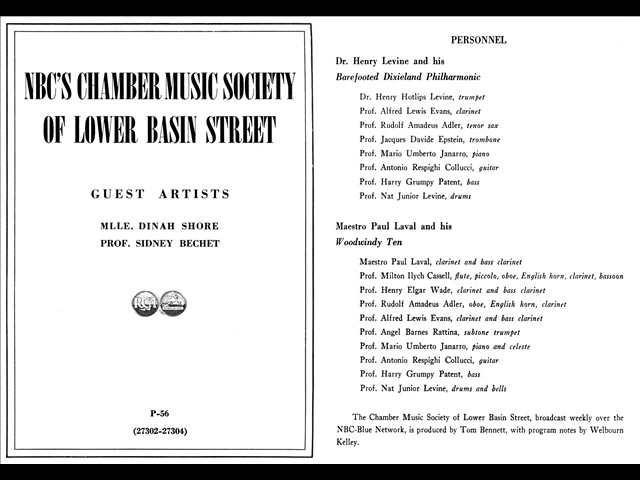 NBC'S CHAMBER MUSIC SOCIETY
OF LOWER BASIN STREET
GUEST ARTISTS
MLLE. DINAH SHORE
PROF. SIDNEY BECHET
RCA
P-56
(27302-27304)
PERSONNEL
Dr. Henry Levine and his
Barefooted Dixieland Philharmonic
Dr. Henry Hotlips Levine, trumpet
Prof. Alfred Lewis Evans, clarinet
Prof. Rudolf Amadeus Adler, tenor sax
Prof. Jacques Davide Epstein, trombone
Prof. Mario Umberto Janarro, piano
Prof. Antonio Respighi Collucci, guitar
Prof. Harry Grumpy Patent, bass
Prof. Nat Junior Levine, drums
Maestro Paul Laval and his
Woodwindy Ten
Maestro Paul Laval, clarinet and bass clarinet
Prof. Milton Ilych Cassell, flute, piccolo, oboe, English horn, clarinet, bassoon
Prof. Henry Elgar Wade, clarinet and bass clarinet
Prof. Rudolf Amadeus Adler, oboe, English horn, clarinet
Prof. Alfred Lewis Evans, clarinet and bass clarinet
Prof. Angel Barnes Rattina, subtone trumpet
Prof. Mario Umberto Janarro, piano and celeste
Prof. Antonio Respighi Collucci, guitar
Prof. Harry Grumpy Patent, bass
Prof. Nat Junior Levine, drums and bells
The Chamber Music Society of Lower Basin Street, broadcast weekly over the
NBC-Blue Network, is produced by Tom Bennett, with program notes by Welbourn
Kelley.